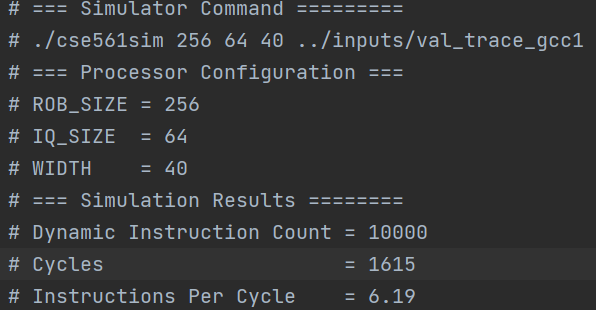 # === Simulator Command =========
# ./cse561sim 256 64 40 ../inputs/val_trace_gcc1
# === Processor Configuration ===
# ROB_SIZE = 256
# IQ_SIZE  = 64
# WIDTH    = 40
# === Simulation Results ========
# Dynamic Instruction Count = 10000
# Cycles                    = 1615
# Instructions Per Cycle    = 6.19